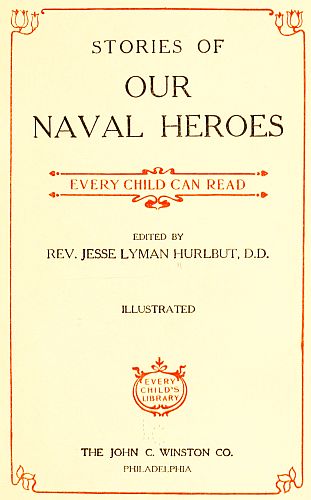 STORIES OF
OUR
NAVAL HEROES
EVERY CHILD CAN READ
EDITED BY
REV. JESSE LYMAN HURLBUT, D.D.
ILLUSTRATED
EVERY
CHILD'S
LIBRARY
THE JOHN C. WINSTON CO.
PHILADELPHIA